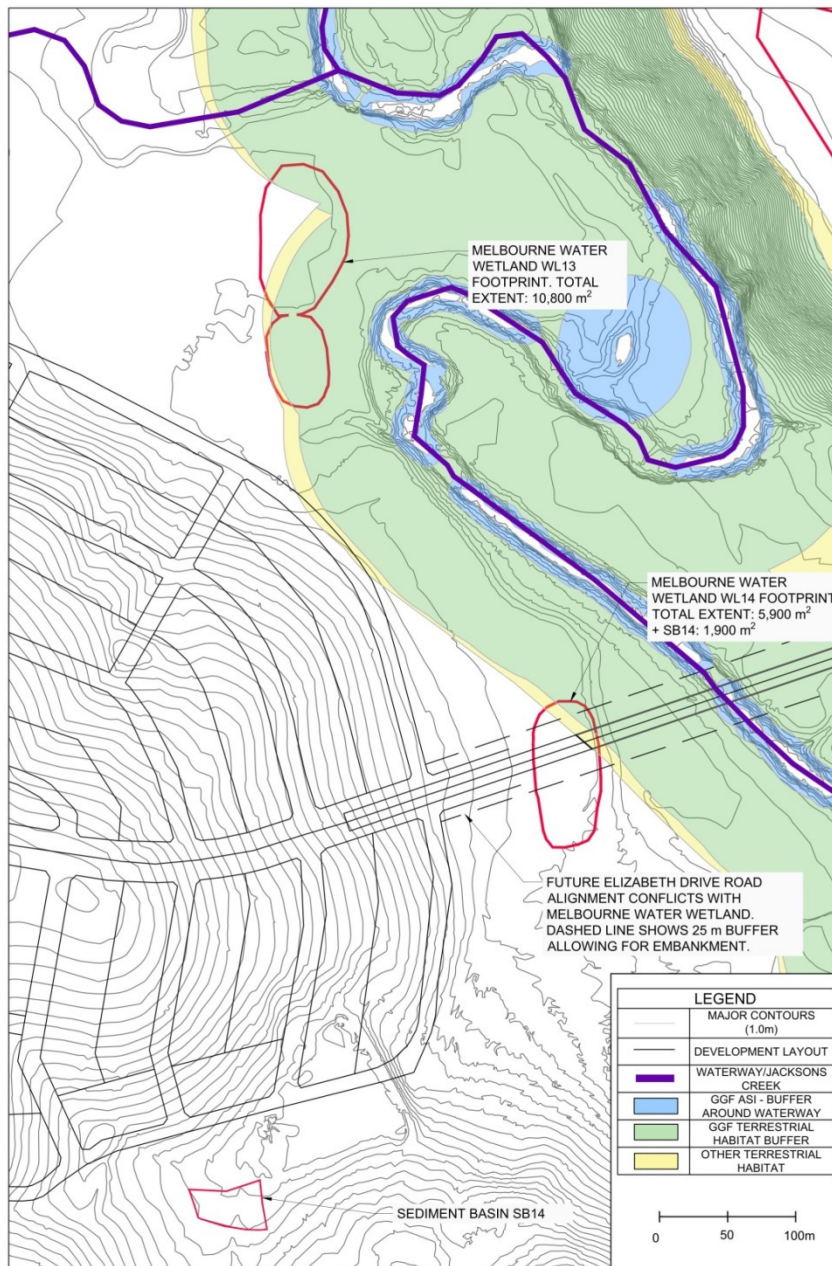 MELBOURNE WATER
WETLAND WL13
FOOTPRINT. TOTAL
EXTENT: 10,800 m²
MELBOURNE WATER
WETLAND WL14 FOOTPRINT
TOTAL EXTENT: 5,900 m²
+ SB14: 1,900 m²
FUTURE ELIZABETH DRIVE ROAD
ALIGNMENT CONFLICTS WITH
MELBOURNE WATER WETLAND.
DASHED LINE SHOWS 25 m BUFFER
ALLOWING FOR EMBANKMENT.
SEDIMENT BASIN SB14
LEGEND
MAJOR CONTOURS
(1.0m)
DEVELOPMENT LAYOUT
WATERWAY/JACKSONS
CREEK
GGF ASI - BUFFER
AROUND WATERWAY
GGF TERRESTRIAL
HABITAT BUFFER
OTHER TERRESTRIAL
HABITAT
0 50 100m